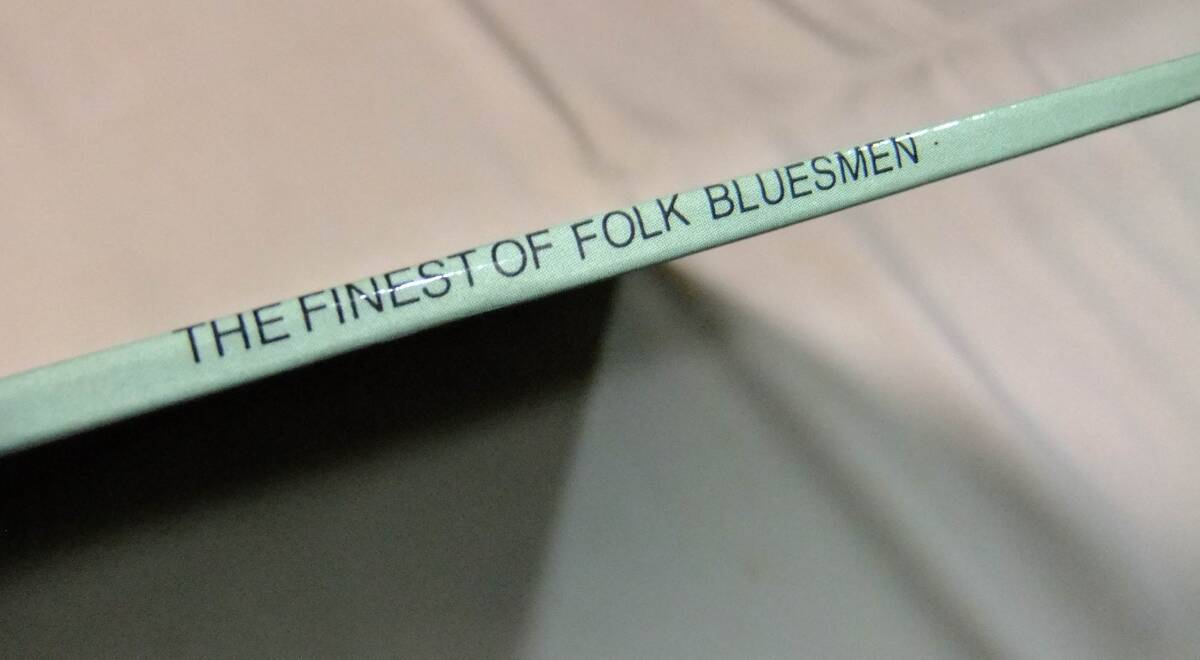 THE FINEST OF FOLK BLUESMEN